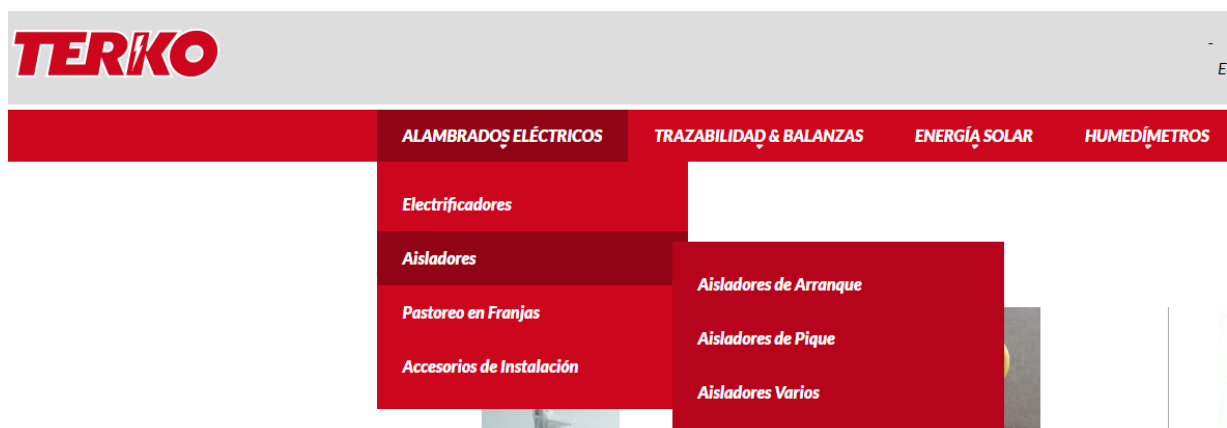 TERKO
-
E
ALAMBRADOS ELÉCTRICOS
TRAZABILIDAD & BALANZAS
ENERGÍA SOLAR
HUMEDÍMETROS
Electrificadores
Aisladores
Pastoreo en Franjas
Accesorios de Instalación
Aisladores de Arranque
Aisladores de Pique
Aisladores Varios